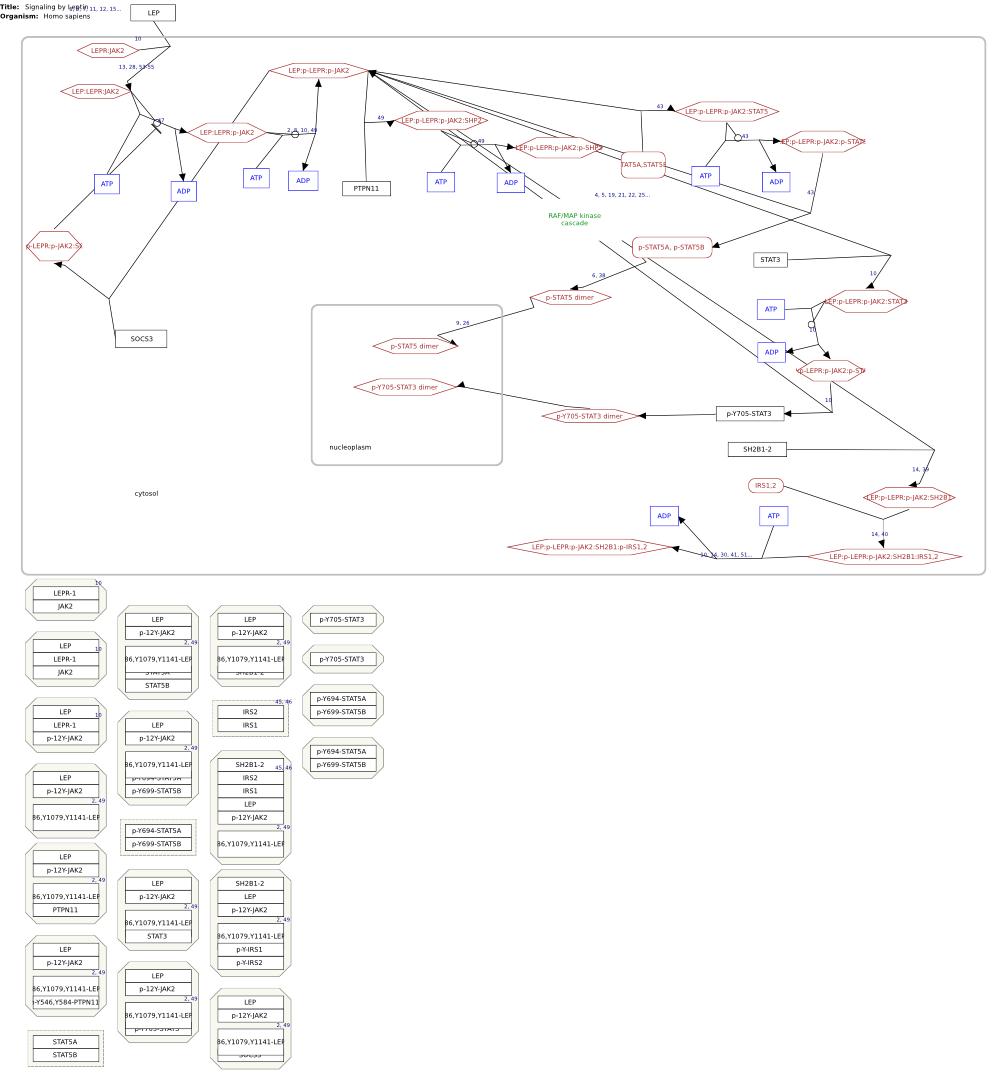 Title: Signaling by Leptin
Organism: Homo sapiens
LEP
10
LEPR:JAK2
13, 28, 53-55
LEP:LEPR:JAK2
LEP:p-LEPR:p-JAK2
47
LEP:LEPR:p-JAK2
2, 8, 10, 49
49
LEP:p-LEPR:p-JAK2:SHP2
49
LEP:p-LEPR:p-JAK2:p-SHP2
43
LEP:p-LEPR:p-JAK2:STAT5
43
TAT5A,STAT5B
ATP
ADP
ATP
ADP
PTPN11
ATP
ADP
ATP
ADP
4, 5, 19, 21, 22, 25...
43
RAF/MAP kinase
cascade
p-STAT5A, p-STAT5B
STAT3
6, 38
10
p-STAT5 dimer
LEP:p-LEPR:p-JAK2:STAT3
ATP
10
9, 26
SOCS3
p-STAT5 dimer
ADP
p-Y705-STAT3 dimer
10
p-Y705-STAT3 dimer
p-Y705-STAT3
nucleoplasm
SH2B1-2
14, 39
cytosol
IRS1,2
LEP:p-LEPR:p-JAK2:SH2B1
ADP
ATP
14, 40
LEP:p-LEPR:p-JAK2:SH2B1:p-IRS1,2
10, 14, 30, 41, 51...
LEP:p-LEPR:p-JAK2:SH2B1:IRS1,2
10
LEPR-1
JAK2
LEP
10
LEPR-1
JAK2
LEP
10
LEPR-1
p-12Y-JAK2
LEP
p-12Y-JAK2
2, 49
86,Y1079,Y1141-LEP
LEP
p-12Y-JAK2
2, 49
86,Y1079,Y1141-LEP
PTPN11
LEP
p-12Y-JAK2
2, 49
86,Y1079,Y1141-LEP
p-Y546,Y584-PTPN11
STAT5A
STAT5B
LEP
p-12Y-JAK2
2, 49
86,Y1079,Y1141-LEP
STAT5A
STAT5B
LEP
p-12Y-JAK2
2, 49
86,Y1079,Y1141-LEP
p-Y694-STAT5A
p-Y699-STAT5B
p-Y694-STAT5A
p-Y699-STAT5B
LEP
p-12Y-JAK2
2, 49
86,Y1079,Y1141-LEP
STAT3
LEP
p-12Y-JAK2
2, 49
86,Y1079,Y1141-LEP
p-Y705-STAT3
LEP
p-12Y-JAK2
2, 49
86,Y1079,Y1141-LEP
SH2B1-2
45, 46
IRS2
IRS1
SH2B1-2
45, 46
IRS2
IRS1
LEP
p-12Y-JAK2
2, 49
86,Y1079,Y1141-LEP
SH2B1-2
LEP
p-12Y-JAK2
2, 49
86,Y1079,Y1141-LEP
p-Y-IRS1
p-Y-IRS2
LEP
p-12Y-JAK2
2, 49
86,Y1079,Y1141-LEP
SOCS3
p-Y705-STAT3
p-Y705-STAT3
p-Y694-STAT5A
p-Y699-STAT5B
p-Y694-STAT5A
p-Y699-STAT5B